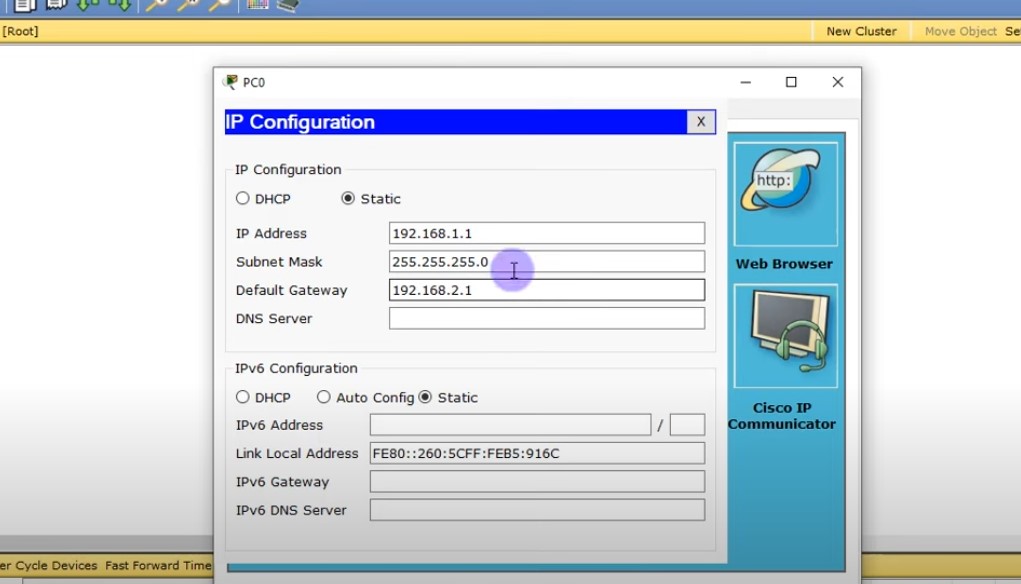 [Root]
New Cluster
Move Object
PC0
IP Configuration
X
IP Configuration
DHCP
Static
IP Address
192.168.1.1
Subnet Mask
255.255.255.0
Default Gateway
192.168.2.1
DNS Server
IPv6 Configuration
DHCP
Auto Config
Static
IPv6 Address
/
Link Local Address
FE80::260:5CFF:FEB5:916C
IPv6 Gateway
IPv6 DNS Server
http:
Web Browser
Cisco IP
Communicator
Cycle Devices Fast Forward Time